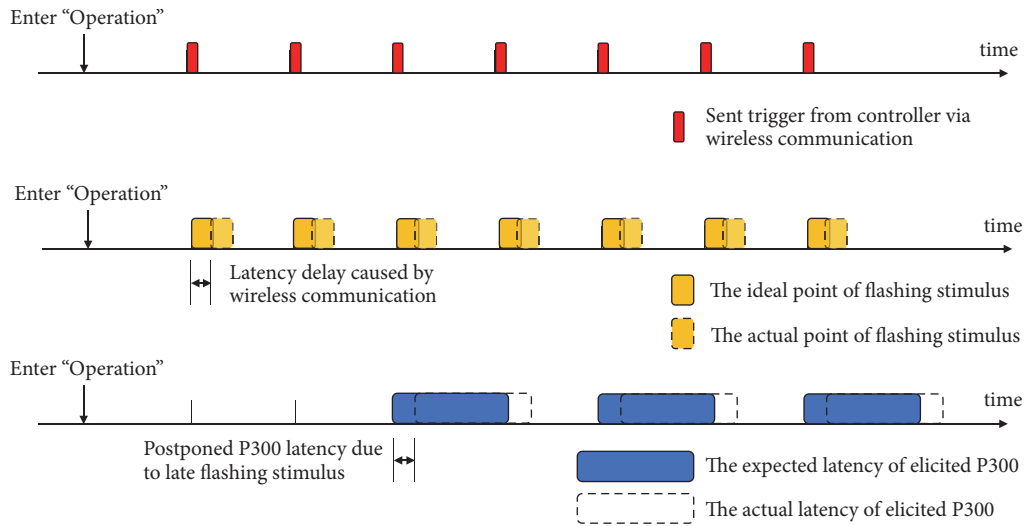 Enter “Operation”
time
Sent trigger from controller via
wireless communication
Enter “Operation”
time
Latency delay caused by
wireless communication
The ideal point of flashing stimulus
The actual point of flashing stimulus
Enter “Operation”
time
Postponed P300 latency due
to late flashing stimulus
The expected latency of elicited P300
The actual latency of elicited P300